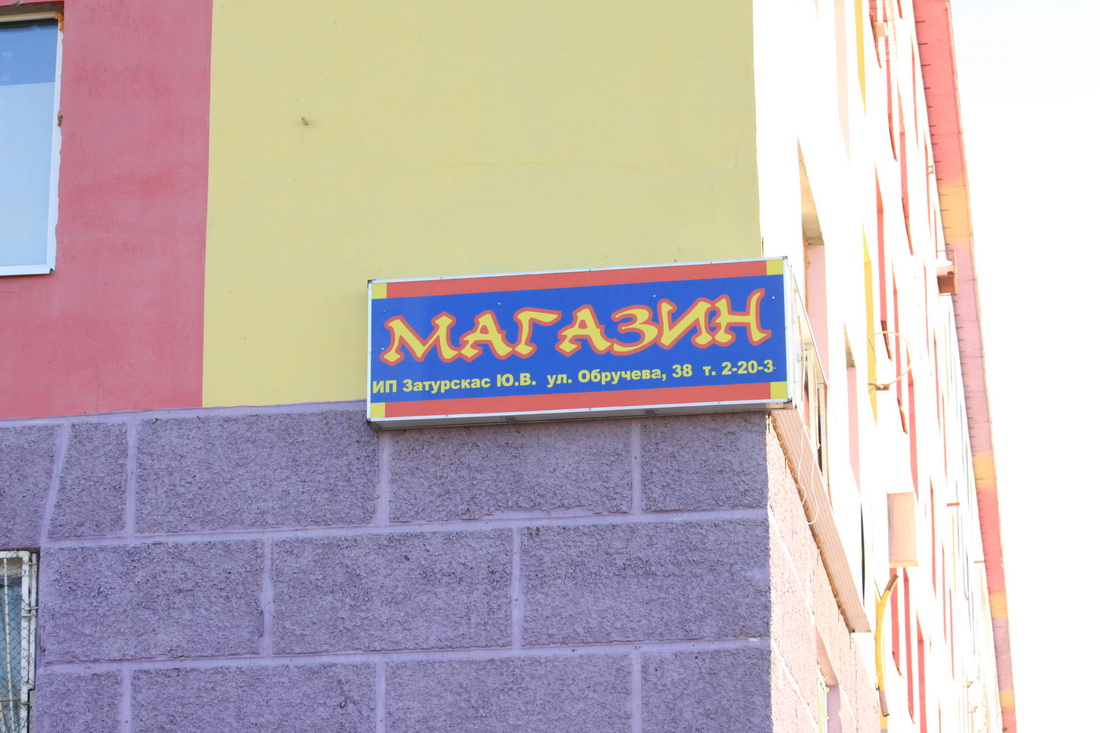 МАГАЗИН
ИП Затурскас Ю.В. ул. Обручева, 38 т. 2-20-3